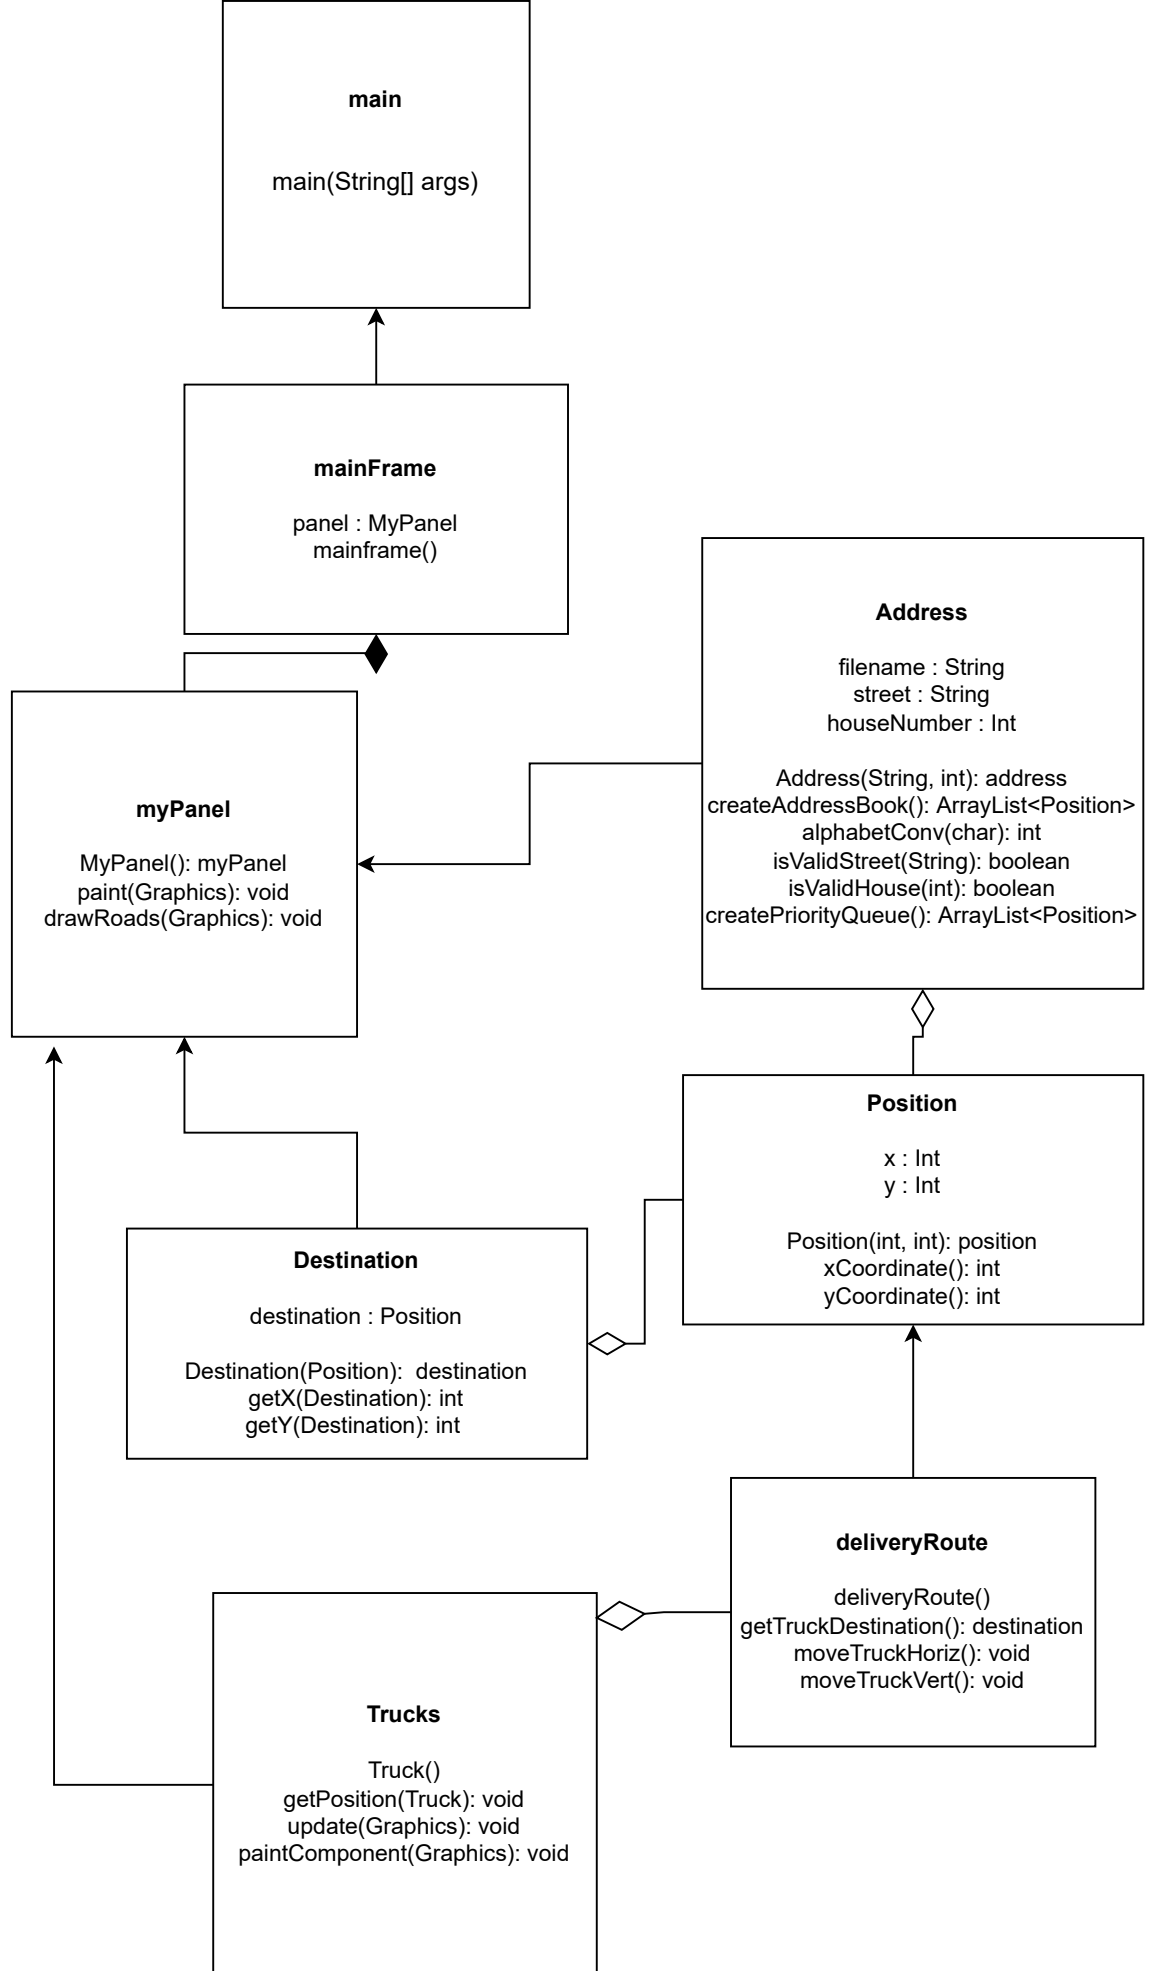 main
main(String[] args)
mainFrame
panel : MyPanel
mainframe()
Address
filename : String
street : String
houseNumber : Int
Address(String, int): address
createAddressBook(): ArrayList<Position>
alphabetConv(char): int
isValidStreet(String): boolean
isValidHouse(int): boolean
createPriorityQueue(): ArrayList<Position>
myPanel
MyPanel(): myPanel
paint(Graphics): void
drawRoads(Graphics): void
Position
x : Int
y : Int
Position(int, int): position
xCoordinate(): int
yCoordinate(): int
Destination
destination : Position
Destination(Position):  destination
getX(Destination): int
getY(Destination): int
deliveryRoute
deliveryRoute()
getTruckDestination(): destination
moveTruckHoriz(): void
moveTruckVert(): void
Trucks
Truck()
getPosition(Truck): void
update(Graphics): void
paintComponent(Graphics): void